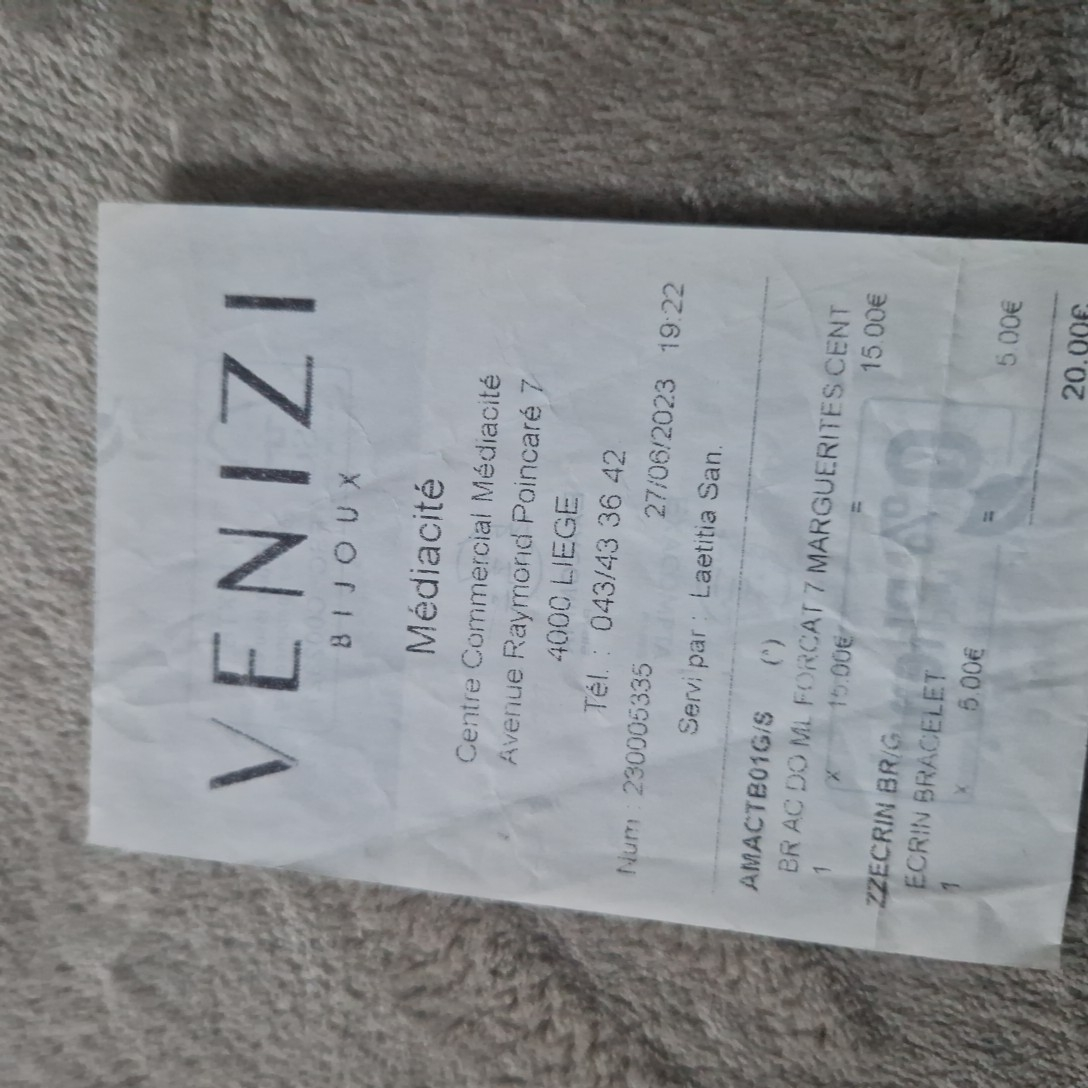 VENIZI
BIJOUX
Médiacité
Centre Commercial Médiacité
Avenue Raymond Poincaré 7
4000 LIEGE
Tél. : 043/43 36 42
Num : 230005335 27/06/2023 19:22
Servi par : Laetitia San.
AMACTB01G/S (*)
BRAC DO ML FORCAT 7 MARGUERITES CENT
1 x 15.00€ = 15.00€
ZZECRIN BR/G
ECRIN BRACELET
1 x 5.00€ = 5.00€
20.00€